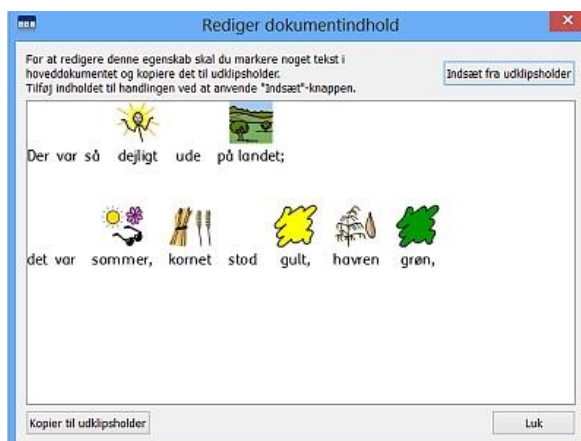 Rediger dokumentindhold
For at redigere denne egenskab skal du markere noget tekst i
hoveddokumentet og kopiere det til udklipsholder.
Tilføj indholdet til handlingen ved at anvende "Indsæt"-knappen.
Indsæt fra udklipsholder
Der var så dejligt ude på landet;
det var sommer, kornet stod gult, havren grøn,
Kopier til udklipsholder
Luk